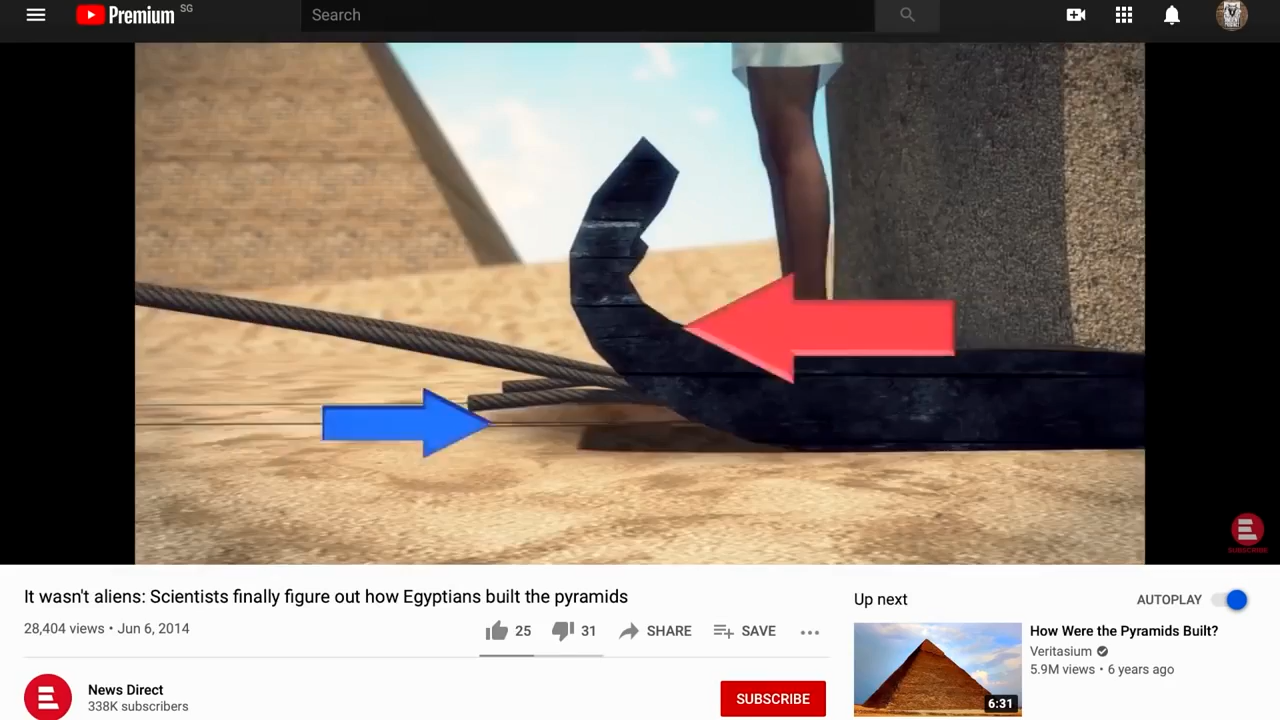 Premium SG
Search
SUBSCRIBE
It wasn't aliens: Scientists finally figure out how Egyptians built the pyramids
28,404 views • Jun 6, 2014
25
31
SHARE
SAVE
News Direct
338K subscribers
SUBSCRIBE
Up next
AUTOPLAY
How Were the Pyramids Built?
Veritasium
5.9M views • 6 years ago
6:31